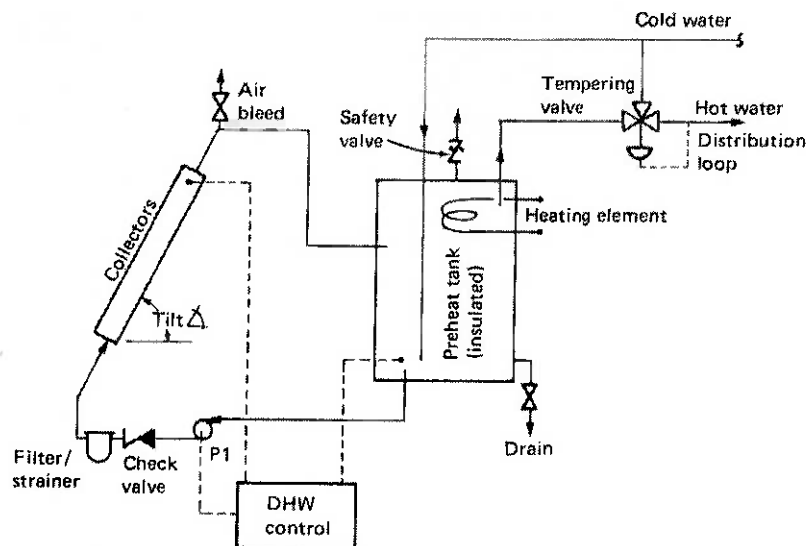 Cold water
Air
bleed
Safety
valve
Tempering
valve
Hot water
Distribution
loop
Collectors
Heating element
Preheat tank
(insulated)
Tilt
Drain
P1
Filter/
strainer
Check
valve
DHW
control